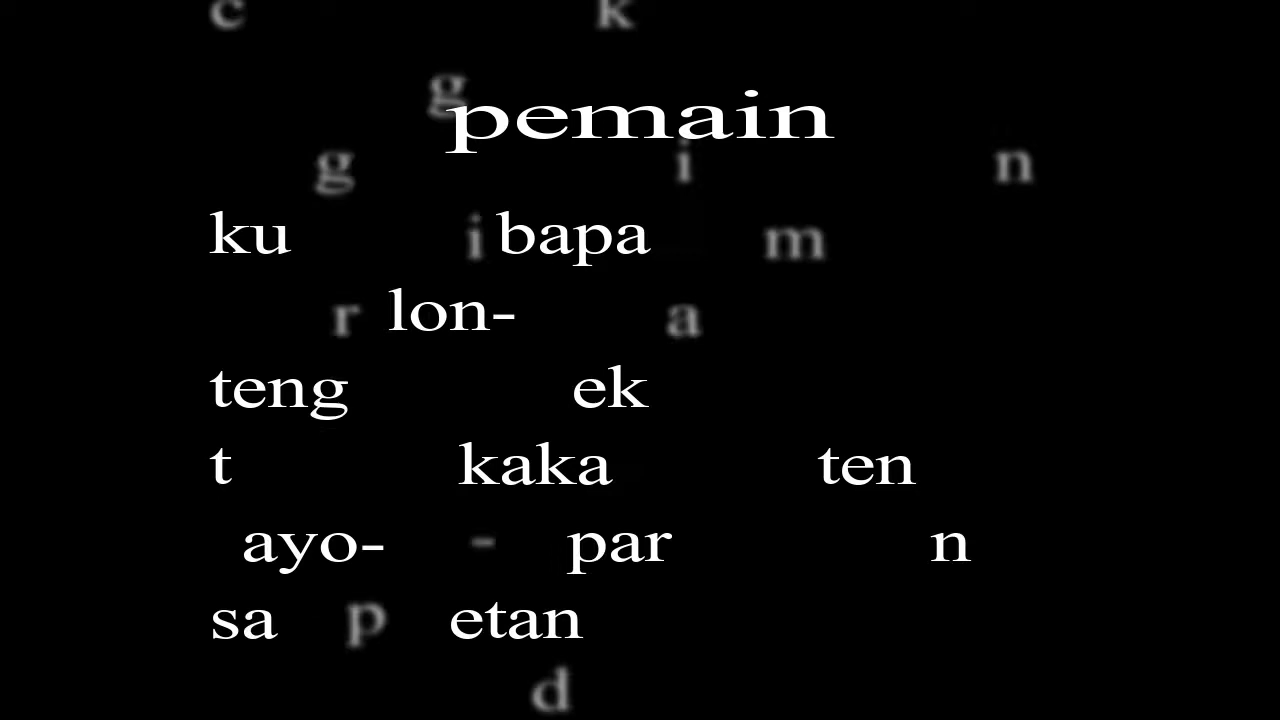 c k
g
pemain
g i n
ku i bapa m
r lon- a
teng ek
t kaka ten
ayo- - par n
sa p etan
d